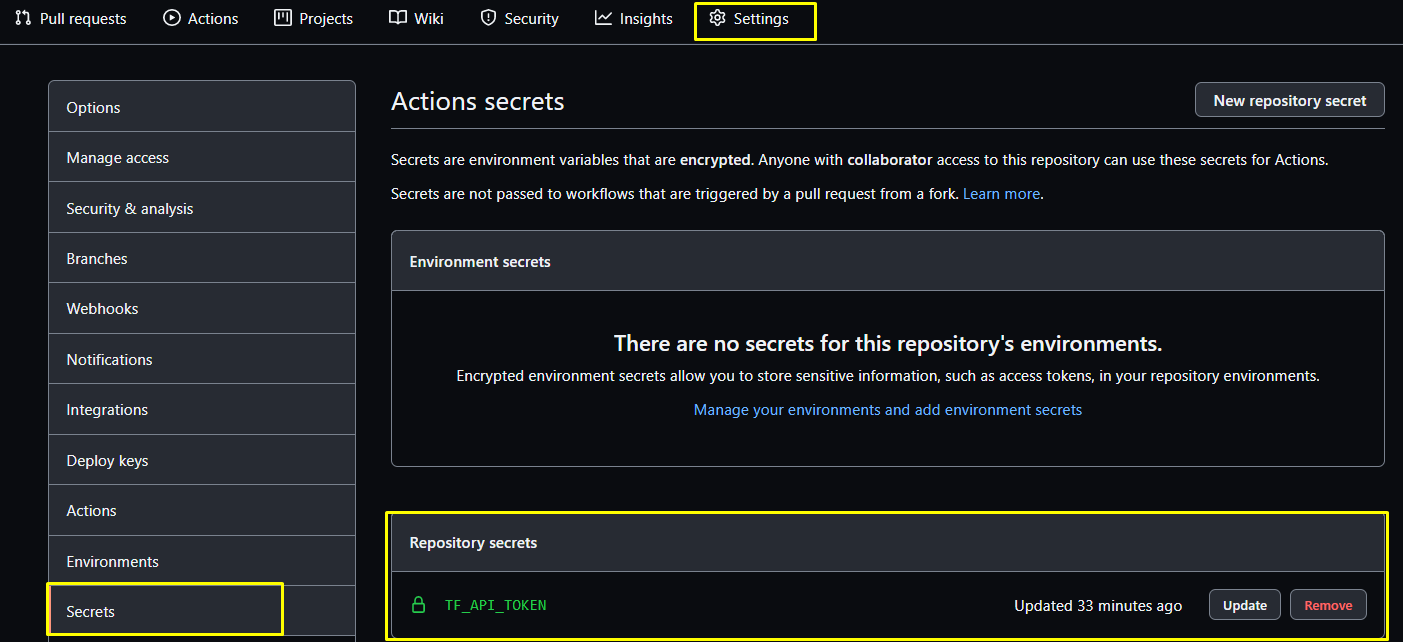 Pull requests Actions Projects Wiki Security Insights Settings
Options
Manage access
Security & analysis
Branches
Webhooks
Notifications
Integrations
Deploy keys
Actions
Environments
Secrets
Actions secrets
New repository secret
Secrets are environment variables that are encrypted. Anyone with collaborator access to this repository can use these secrets for Actions.
Secrets are not passed to workflows that are triggered by a pull request from a fork. Learn more.
Environment secrets
There are no secrets for this repository's environments.
Encrypted environment secrets allow you to store sensitive information, such as access tokens, in your repository environments.
Manage your environments and add environment secrets
Repository secrets
TF_API_TOKEN Updated 33 minutes ago Update Remove